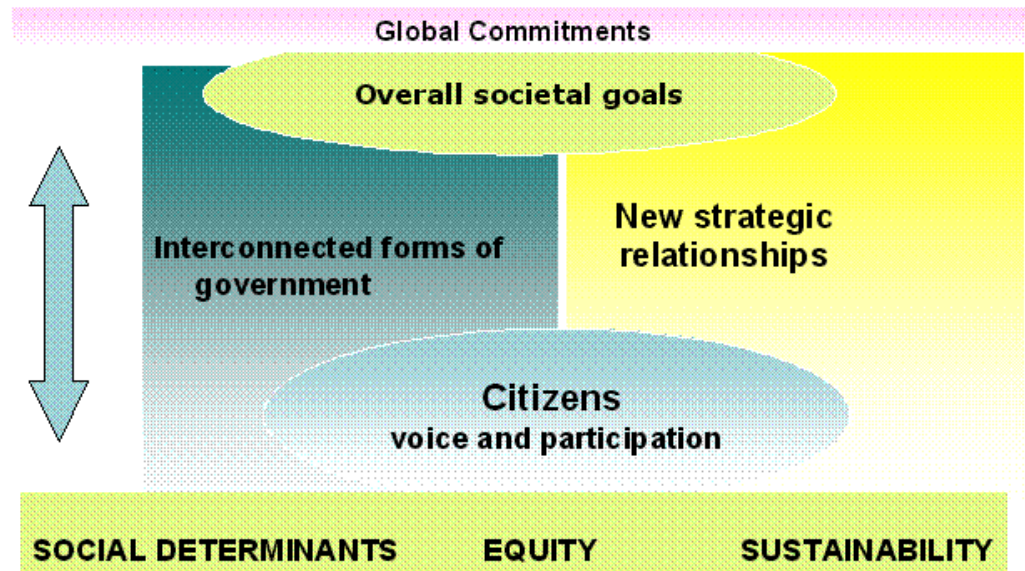 Global Commitments
Overall societal goals
Interconnected forms of
government
New strategic
relationships
Citizens
voice and participation
SOCIAL DETERMINANTS EQUITY SUSTAINABILITY